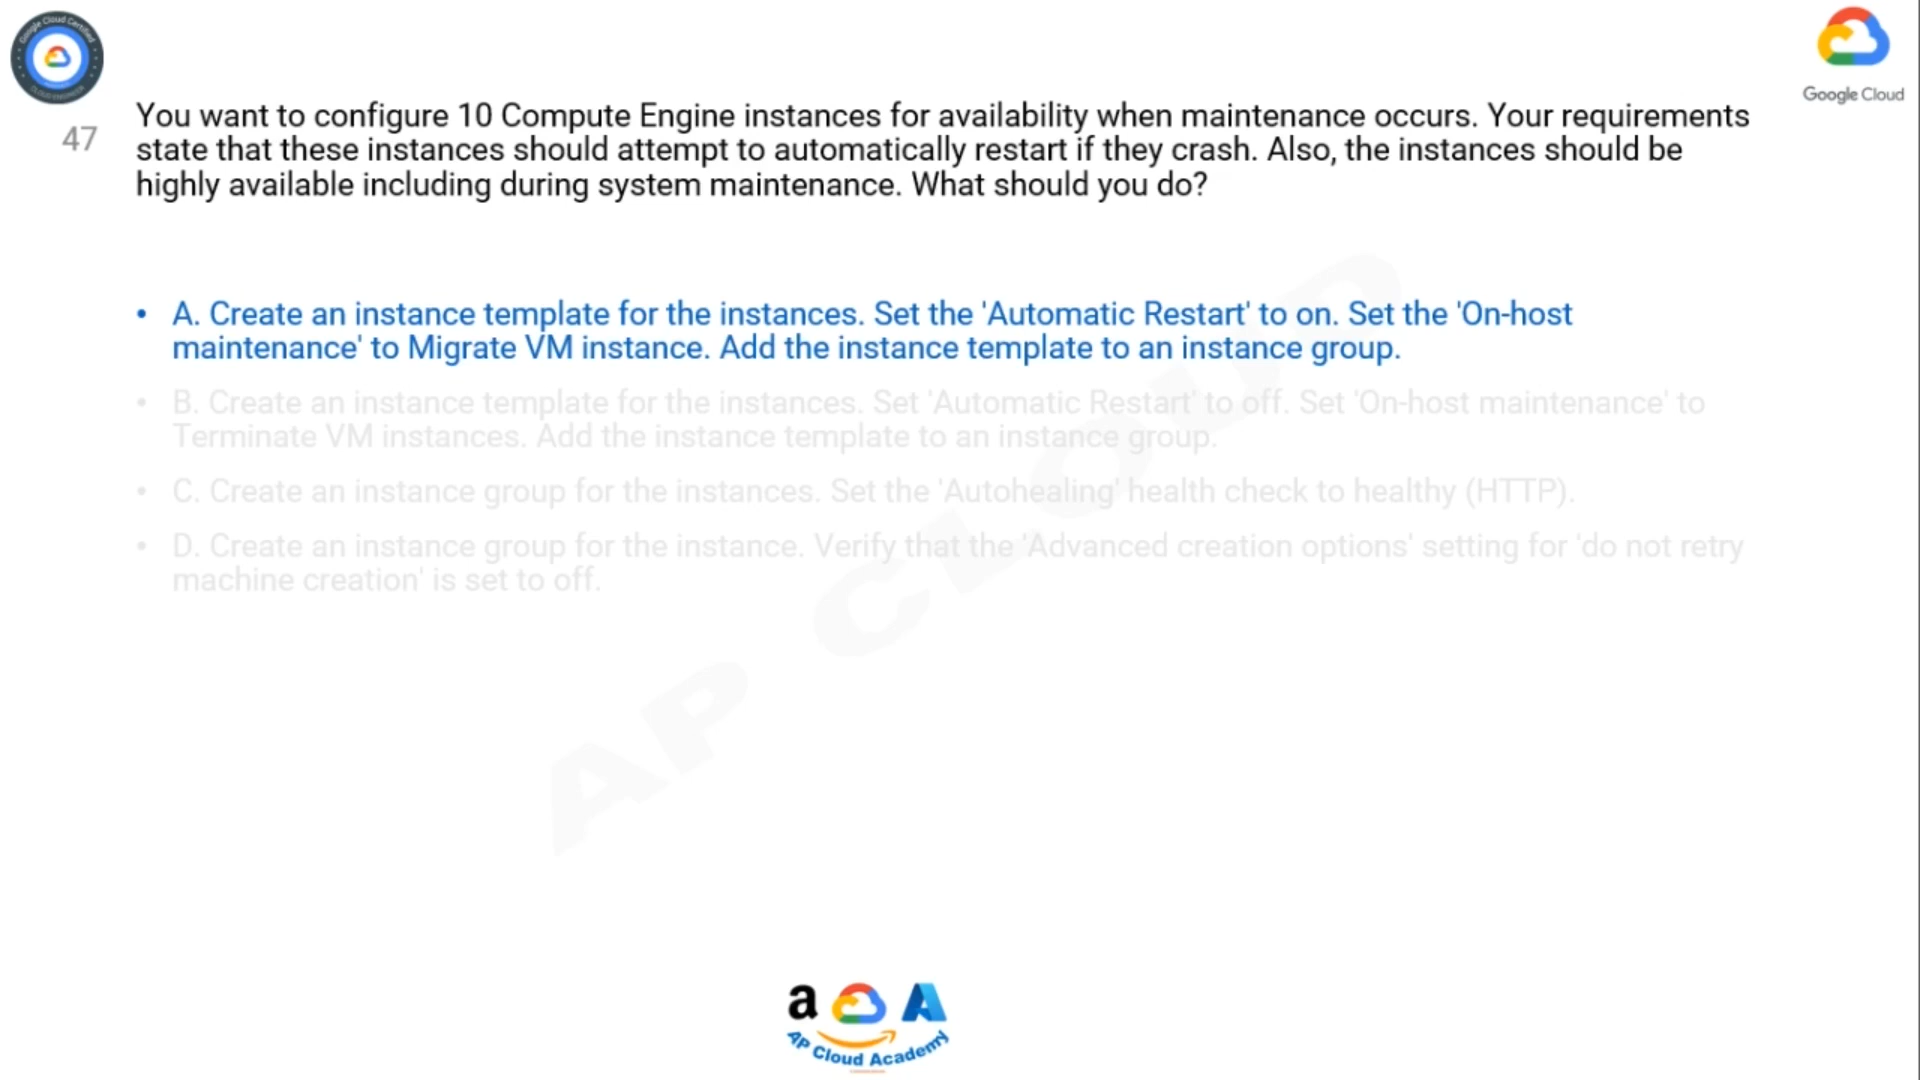 Google Cloud Certified
CLOUD ENGINEER
Google Cloud
47
You want to configure 10 Compute Engine instances for availability when maintenance occurs. Your requirements
state that these instances should attempt to automatically restart if they crash. Also, the instances should be
highly available including during system maintenance. What should you do?
• A. Create an instance template for the instances. Set the 'Automatic Restart' to on. Set the 'On-host
maintenance' to Migrate VM instance. Add the instance template to an instance group.
• B. Create an instance template for the instances. Set 'Automatic Restart' to off. Set 'On-host maintenance' to
Terminate VM instances. Add the instance template to an instance group.
• C. Create an instance group for the instances. Set the 'Autohealing' health check to healthy (HTTP).
• D. Create an instance group for the instance. Verify that the 'Advanced creation options' setting for 'do not retry
machine creation' is set to off.
AP CLOUD
a A
AP Cloud Academy